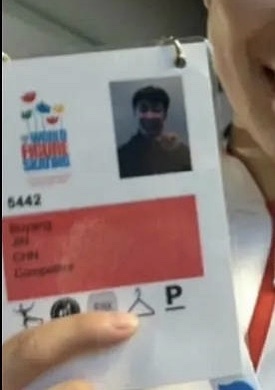 WORLD
FIGURE
SKATING
5442
Boyang
JIN
CHN
Competitor
P